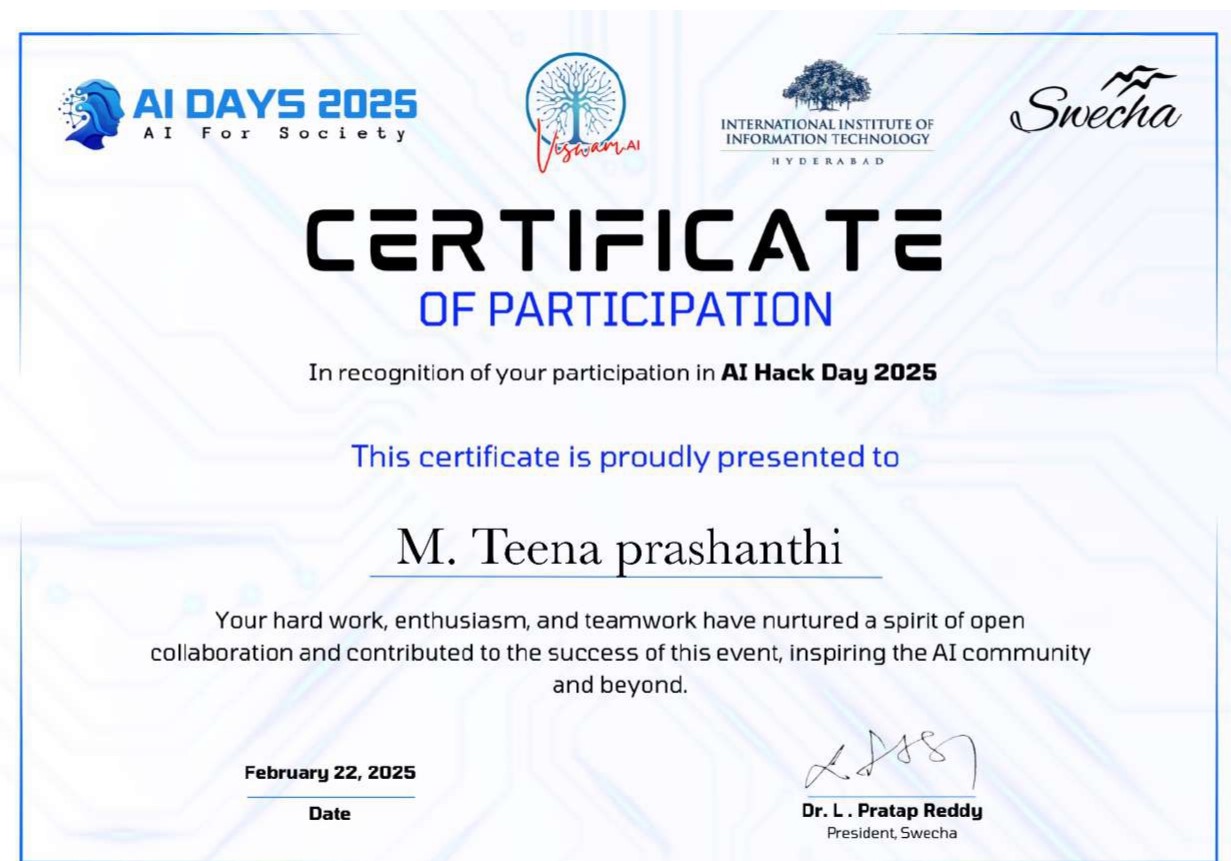 AI DAYS 2025
AI For Society
Viswam.AI
INTERNATIONAL INSTITUTE OF
INFORMATION TECHNOLOGY
HYDERABAD
Swecha
CERTIFICATE
OF PARTICIPATION
In recognition of your participation in AI Hack Day 2025
This certificate is proudly presented to
M. Teena prashanthi
Your hard work, enthusiasm, and teamwork have nurtured a spirit of open
collaboration and contributed to the success of this event, inspiring the AI community
and beyond.
February 22, 2025
Date
Dr. L . Pratap Reddy
President, Swecha